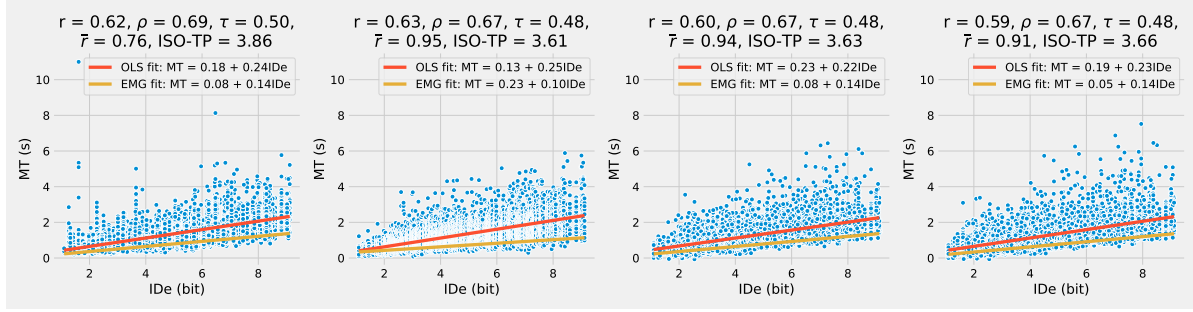 r = 0.62, ρ = 0.69, τ = 0.50,
r̅ = 0.76, ISO-TP = 3.86
OLS fit: MT = 0.18 + 0.24IDe
EMG fit: MT = 0.08 + 0.14IDe
MT (s)
10
8
6
4
2
0
2
4
6
8
IDe (bit)
r = 0.63, ρ = 0.67, τ = 0.48,
r̅ = 0.95, ISO-TP = 3.61
OLS fit: MT = 0.13 + 0.25IDe
EMG fit: MT = 0.23 + 0.10IDe
MT (s)
10
8
6
4
2
0
2
4
6
8
IDe (bit)
r = 0.60, ρ = 0.67, τ = 0.48,
r̅ = 0.94, ISO-TP = 3.63
OLS fit: MT = 0.23 + 0.22IDe
EMG fit: MT = 0.08 + 0.14IDe
MT (s)
10
8
6
4
2
0
2
4
6
8
IDe (bit)
r = 0.59, ρ = 0.67, τ = 0.48,
r̅ = 0.91, ISO-TP = 3.66
OLS fit: MT = 0.19 + 0.23IDe
EMG fit: MT = 0.05 + 0.14IDe
MT (s)
10
8
6
4
2
0
2
4
6
8
IDe (bit)